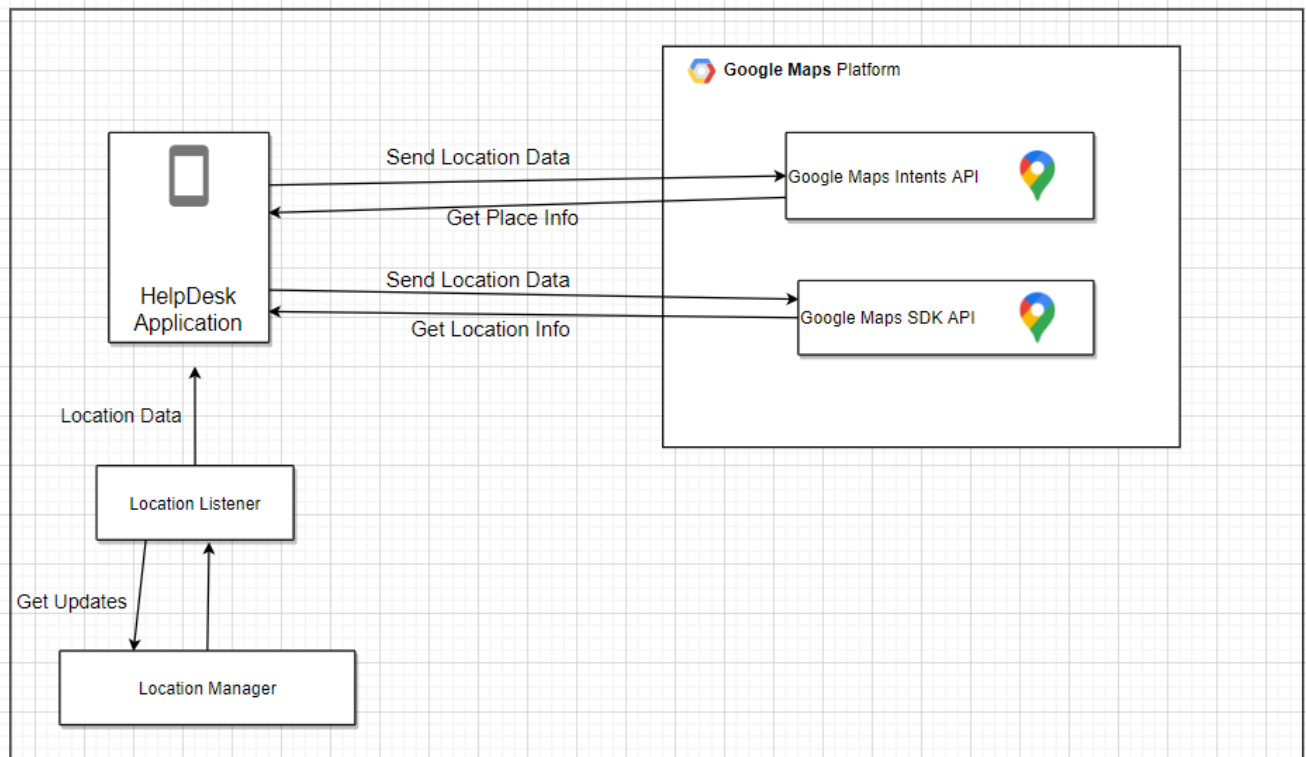 Google Maps Platform
Send Location Data
Google Maps Intents API
Get Place Info
HelpDesk
Application
Send Location Data
Google Maps SDK API
Get Location Info
Location Data
Location Listener
Get Updates
Location Manager